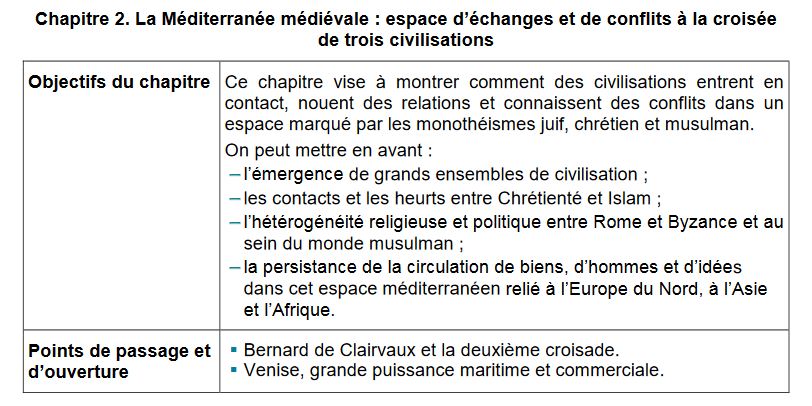 Chapitre 2. La Méditerranée médiévale : espace d’échanges et de conflits à la croisée
de trois civilisations
Objectifs du chapitre
Ce chapitre vise à montrer comment des civilisations entrent en
contact, nouent des relations et connaissent des conflits dans un
espace marqué par les monothéismes juif, chrétien et musulman.
On peut mettre en avant :
– l’émergence de grands ensembles de civilisation ;
– les contacts et les heurts entre Chrétienté et Islam ;
– l’hétérogénéité religieuse et politique entre Rome et Byzance et au
sein du monde musulman ;
– la persistance de la circulation de biens, d’hommes et d’idées
dans cet espace méditerranéen relié à l’Europe du Nord, à l’Asie
et l’Afrique.
Points de passage et
d’ouverture
▪ Bernard de Clairvaux et la deuxième croisade.
▪ Venise, grande puissance maritime et commerciale.